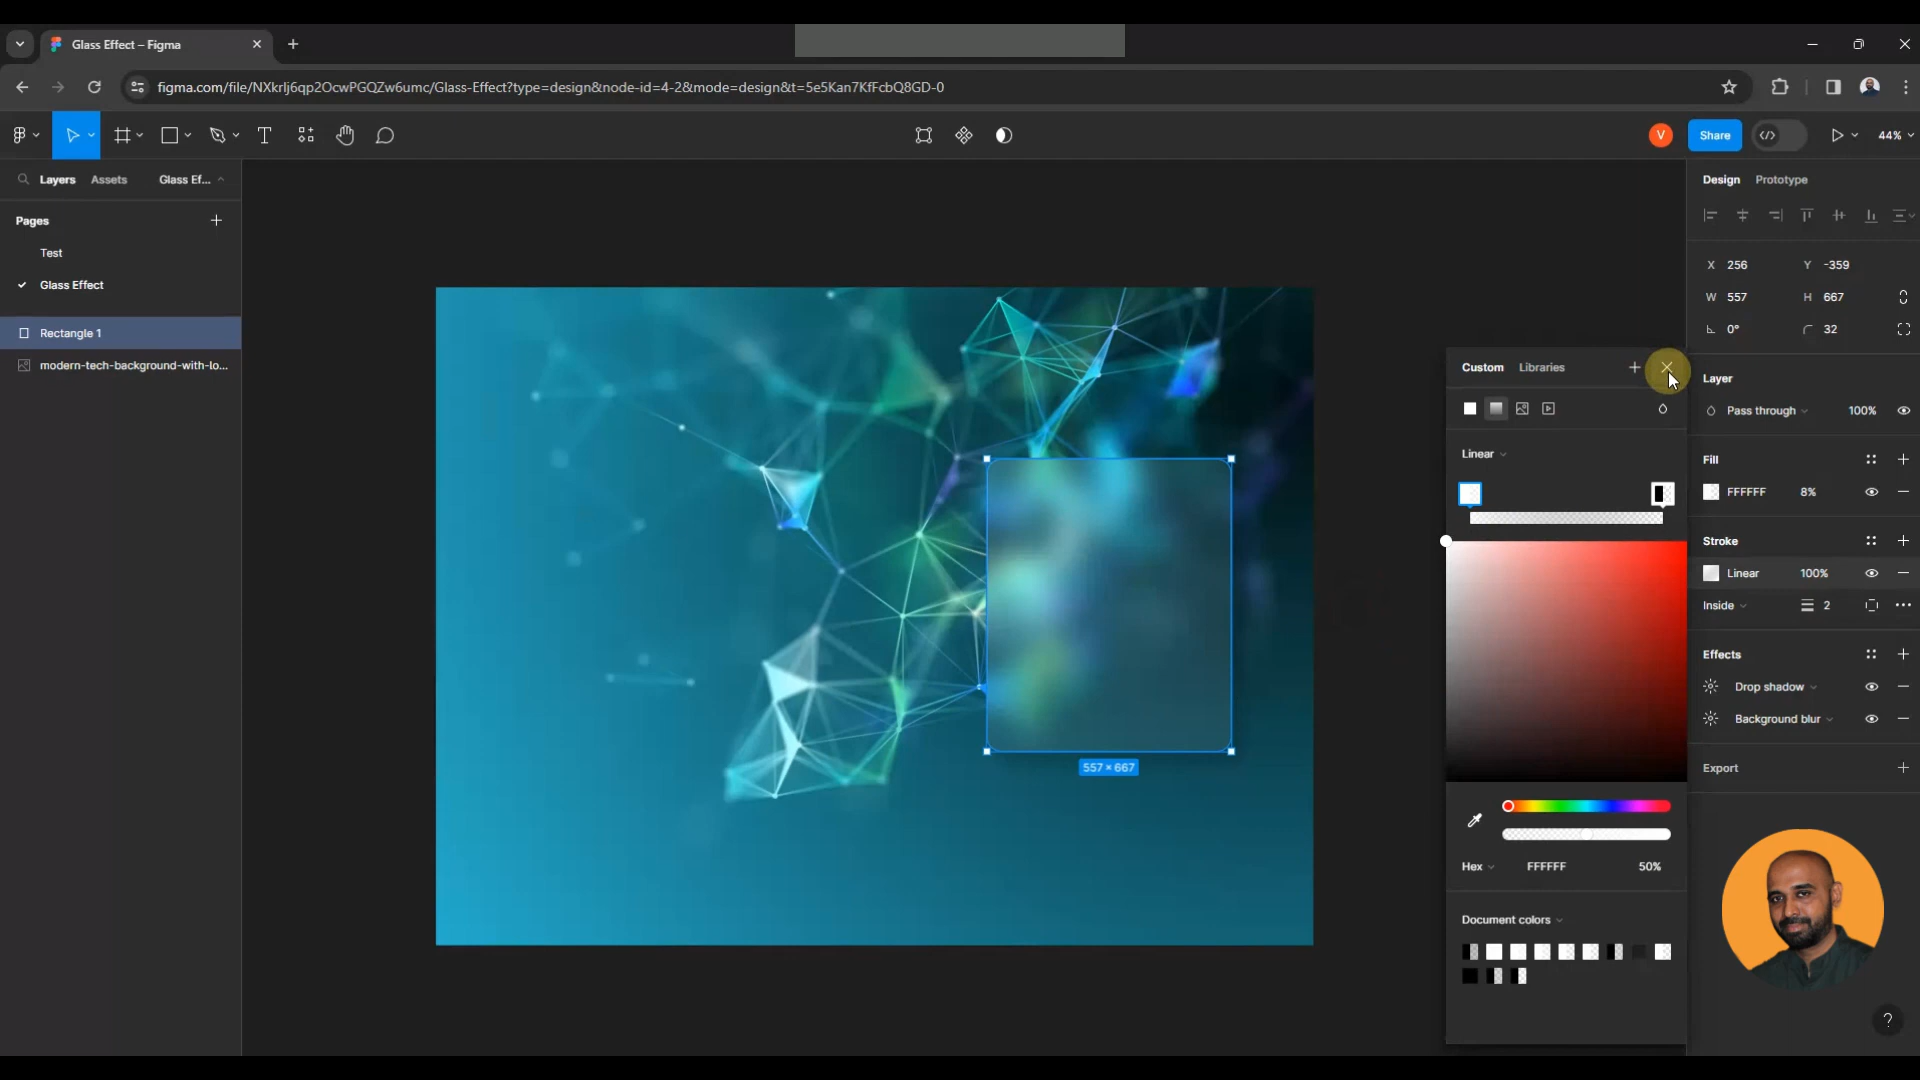 Glass Effect – Figma
figma.com/file/NXkrlj6qp2OcwPGQZw6umc/Glass-Effect?type=design&node-id=4-2&mode=design&t=5e5Kan7KfFcbQ8GD-0
V
Share
44%
Layers Assets Glass Ef...
Design Prototype
Pages
Test
Glass Effect
Rectangle 1
modern-tech-background-with-lo...
X 256 Y -359
W 557 H 667
0° 32
Custom Libraries
Layer
Pass through 100%
Linear
Fill
FFFFFF 8%
Stroke
Linear 100%
Inside 2
Effects
Drop shadow
Background blur
Export
557 × 667
Hex FFFFFF 50%
Document colors
?